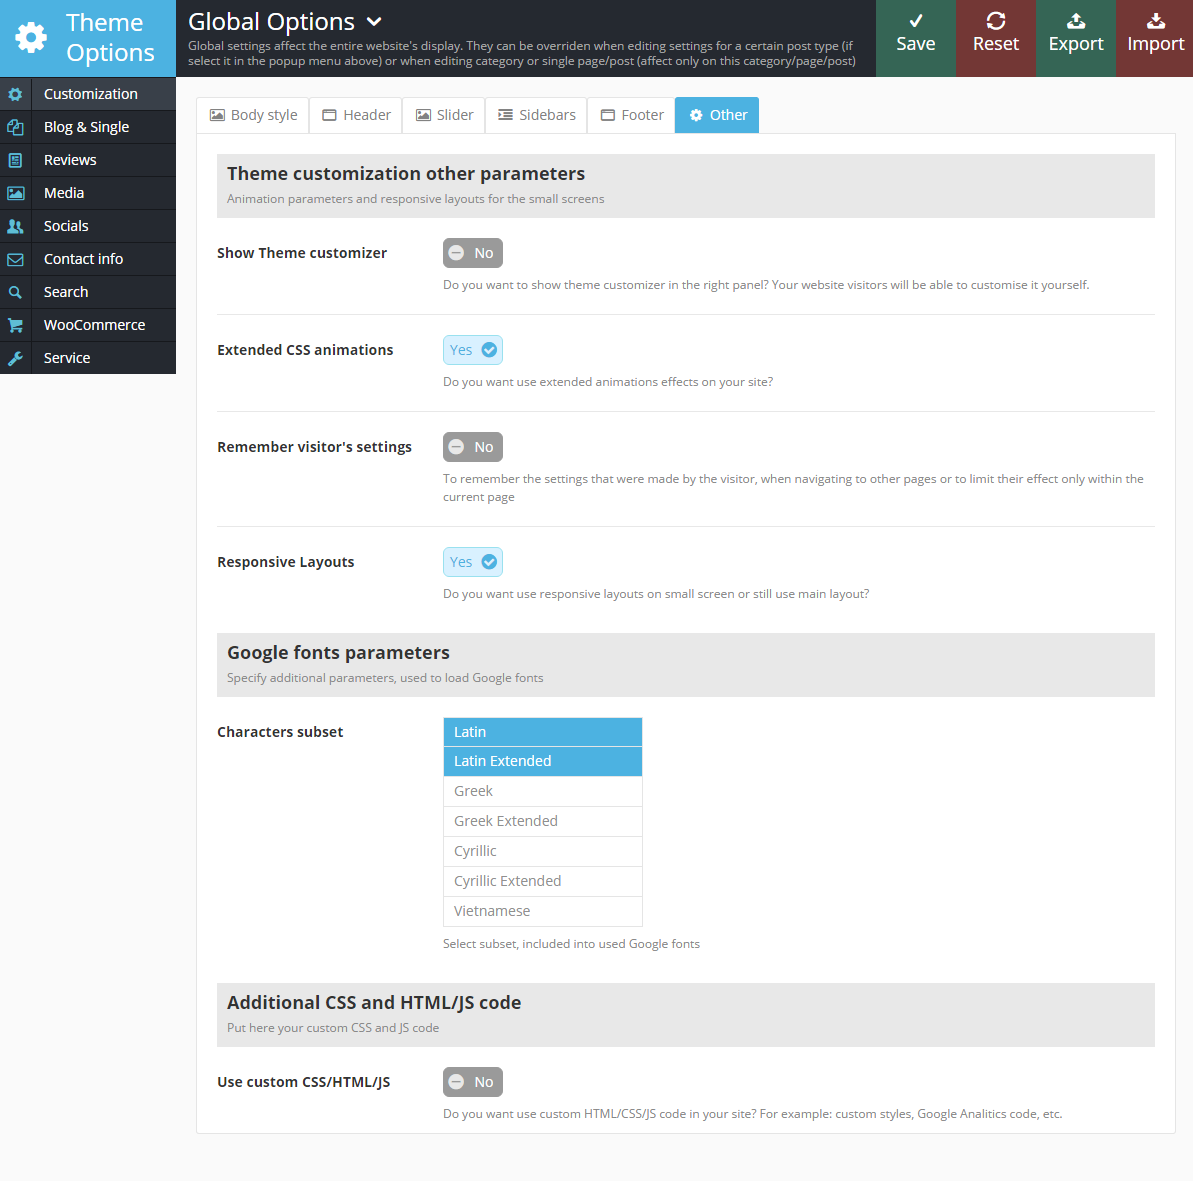 Theme
Options
Global Options
Global settings affect the entire website's display. They can be overriden when editing settings for a certain post type (if
select it in the popup menu above) or when editing category or single page/post (affect only on this category/page/post)
Save
Reset
Export
Import
Customization
Blog & Single
Reviews
Media
Socials
Contact info
Search
WooCommerce
Service
Body style
Header
Slider
Sidebars
Footer
Other
Theme customization other parameters
Animation parameters and responsive layouts for the small screens
Show Theme customizer
No
Do you want to show theme customizer in the right panel? Your website visitors will be able to customise it yourself.
Extended CSS animations
Yes
Do you want use extended animations effects on your site?
Remember visitor's settings
No
To remember the settings that were made by the visitor, when navigating to other pages or to limit their effect only within the
current page
Responsive Layouts
Yes
Do you want use responsive layouts on small screen or still use main layout?
Google fonts parameters
Specify additional parameters, used to load Google fonts
Characters subset
Latin
Latin Extended
Greek
Greek Extended
Cyrillic
Cyrillic Extended
Vietnamese
Select subset, included into used Google fonts
Additional CSS and HTML/JS code
Put here your custom CSS and JS code
Use custom CSS/HTML/JS
No
Do you want use custom HTML/CSS/JS code in your site? For example: custom styles, Google Analitics code, etc.